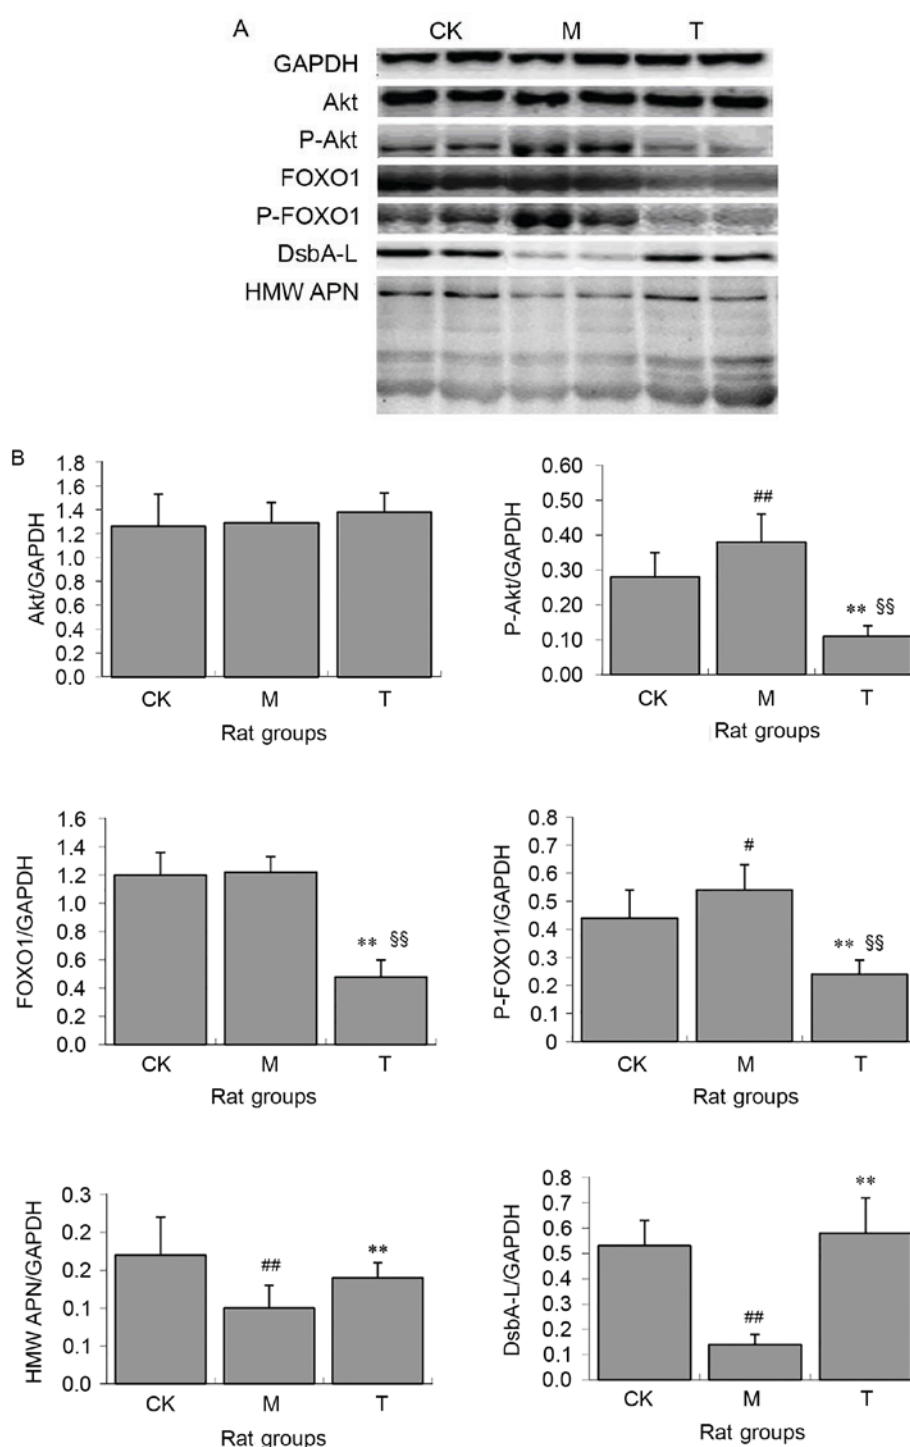 A
CK M T
GAPDH
Akt
P-Akt
FOXO1
P-FOXO1
DsbA-L
HMW APN
B
Akt/GAPDH
1.8
1.6
1.4
1.2
1.0
0.8
0.6
0.4
0.2
0.0
CK M T
Rat groups
P-Akt/GAPDH
0.60
0.50
0.40
0.30
0.20
0.10
0.00
##
** §§
CK M T
Rat groups
FOXO1/GAPDH
1.6
1.4
1.2
1.0
0.8
0.6
0.4
0.2
0.0
** §§
CK M T
Rat groups
P-FOXO1/GAPDH
0.8
0.7
0.6
0.5
0.4
0.3
0.2
0.1
0
#
** §§
CK M T
Rat groups
HMW APN/GAPDH
0.3
0.2
0.2
0.1
0.1
0.0
##
**
CK M T
Rat groups
DsbA-L/GAPDH
0.8
0.7
0.6
0.5
0.4
0.3
0.2
0.1
0.0
##
**
CK M T
Rat groups